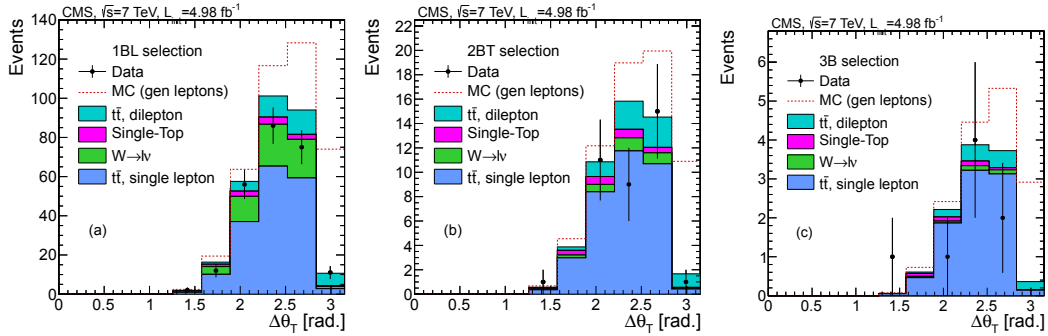 CMS, √s=7 TeV, L_int=4.98 fb⁻¹
Events
140
120
100
80
60
40
20
0
1BL selection
Data
MC (gen leptons)
tt̄, dilepton
Single-Top
W→lν
tt̄, single lepton
(a)
0 0.5 1 1.5 2 2.5 3
Δθ_T [rad.]
CMS, √s=7 TeV, L_int=4.98 fb⁻¹
Events
22
20
18
16
14
12
10
8
6
4
2
0
2BT selection
Data
MC (gen leptons)
tt̄, dilepton
Single-Top
W→lν
tt̄, single lepton
(b)
0 0.5 1 1.5 2 2.5 3
Δθ_T [rad.]
CMS, √s=7 TeV, L_int=4.98 fb⁻¹
Events
6
5
4
3
2
1
0
3B selection
Data
MC (gen leptons)
tt̄, dilepton
Single-Top
W→lν
tt̄, single lepton
(c)
0 0.5 1 1.5 2 2.5 3
Δθ_T [rad.]